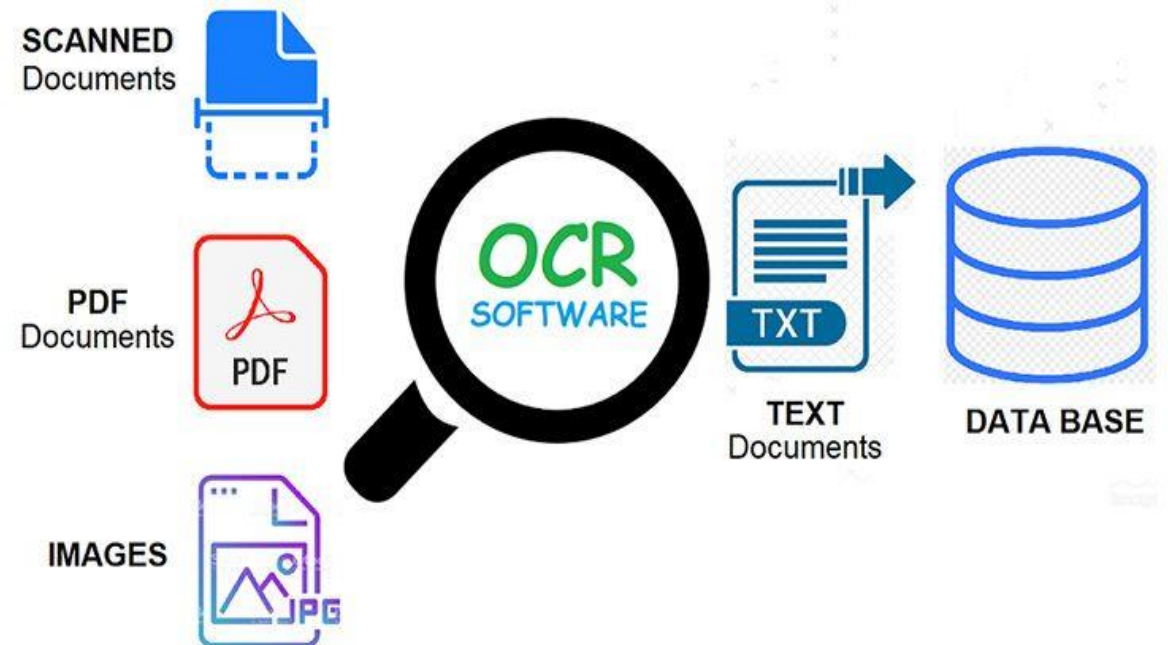 SCANNED
Documents
PDF
Documents
PDF
IMAGES
JPG
OCR
SOFTWARE
TXT
TEXT
Documents
DATA BASE